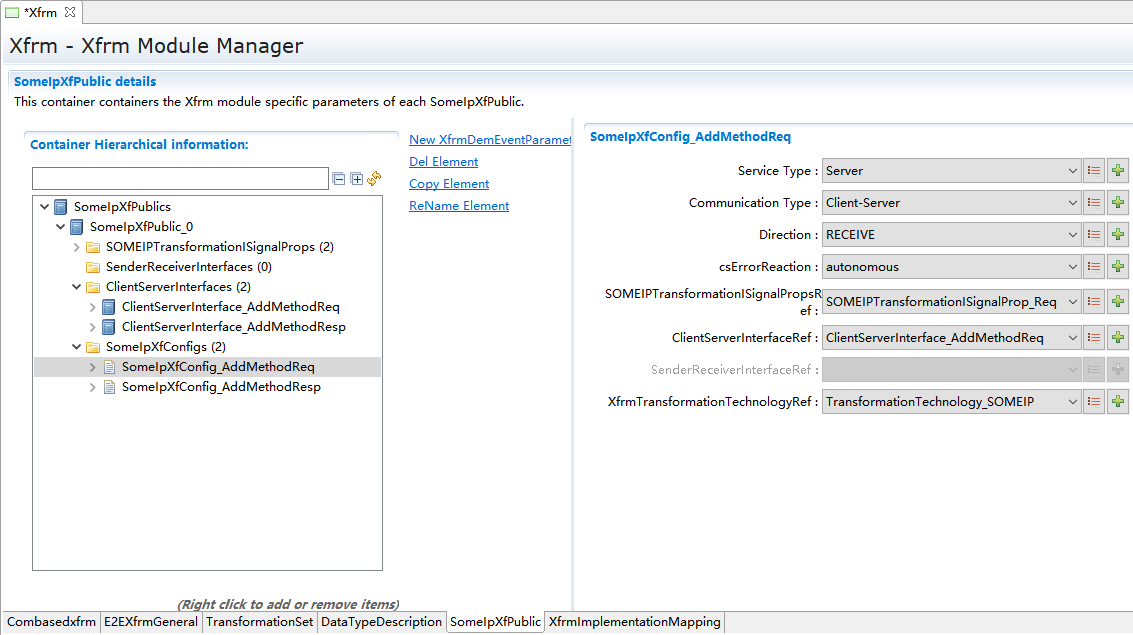 *Xfrm
Xfrm - Xfrm Module Manager
SomeIpXfPublic details
This container containers the Xfrm module specific parameters of each SomeIpXfPublic.
Container Hierarchical information:
SomeIpXfPublics
SomeIpXfPublic_0
SOMEIPTransformationISignalProps (2)
SenderReceiverInterfaces (0)
ClientServerInterfaces (2)
ClientServerInterface_AddMethodReq
ClientServerInterface_AddMethodResp
SomeIpXfConfigs (2)
SomeIpXfConfig_AddMethodReq
SomeIpXfConfig_AddMethodResp
(Right click to add or remove items)
New XfrmDemEventParamet
Del Element
Copy Element
ReName Element
SomeIpXfConfig_AddMethodReq
Service Type : Server
Communication Type : Client-Server
Direction : RECEIVE
csErrorReaction : autonomous
SOMEIPTransformationISignalPropsR
ef : SOMEIPTransformationISignalProp_Req
ClientServerInterfaceRef : ClientServerInterface_AddMethodReq
SenderReceiverInterfaceRef :
XfrmTransformationTechnologyRef : TransformationTechnology_SOMEIP
Combasedxfrm E2EXfrmGeneral TransformationSet DataTypeDescription SomeIpXfPublic XfrmImplementationMapping